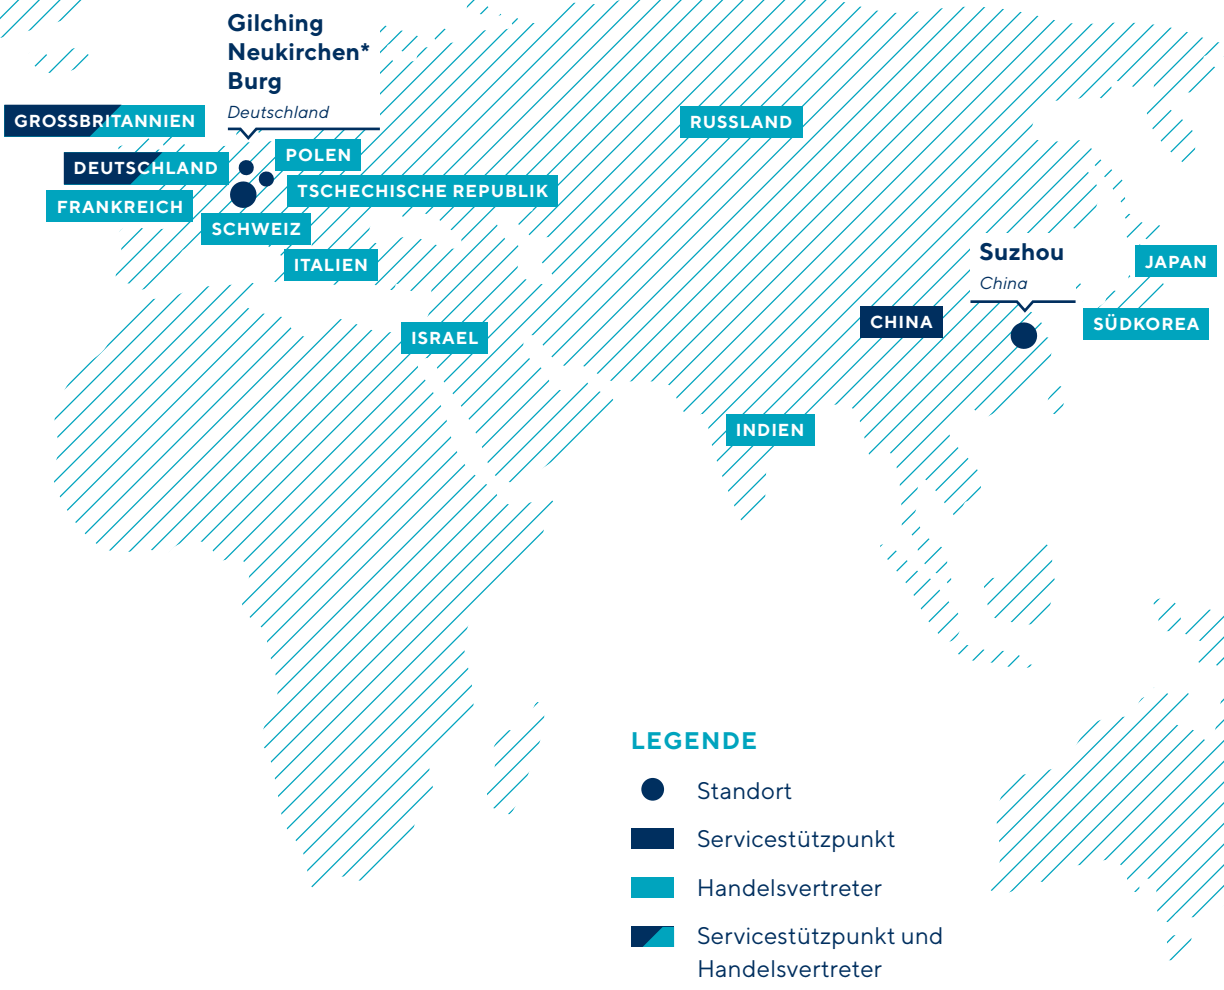 Gilching
Neukirchen*
Burg
Deutschland
GROSSBRITANNIEN
RUSSLAND
POLEN
DEUTSCHLAND
TSCHECHISCHE REPUBLIK
FRANKREICH
SCHWEIZ
ITALIEN
Suzhou
China
JAPAN
CHINA
SÜDKOREA
ISRAEL
INDIEN
LEGENDE
Standort
Servicestützpunkt
Handelsvertreter
Servicestützpunkt und
Handelsvertreter